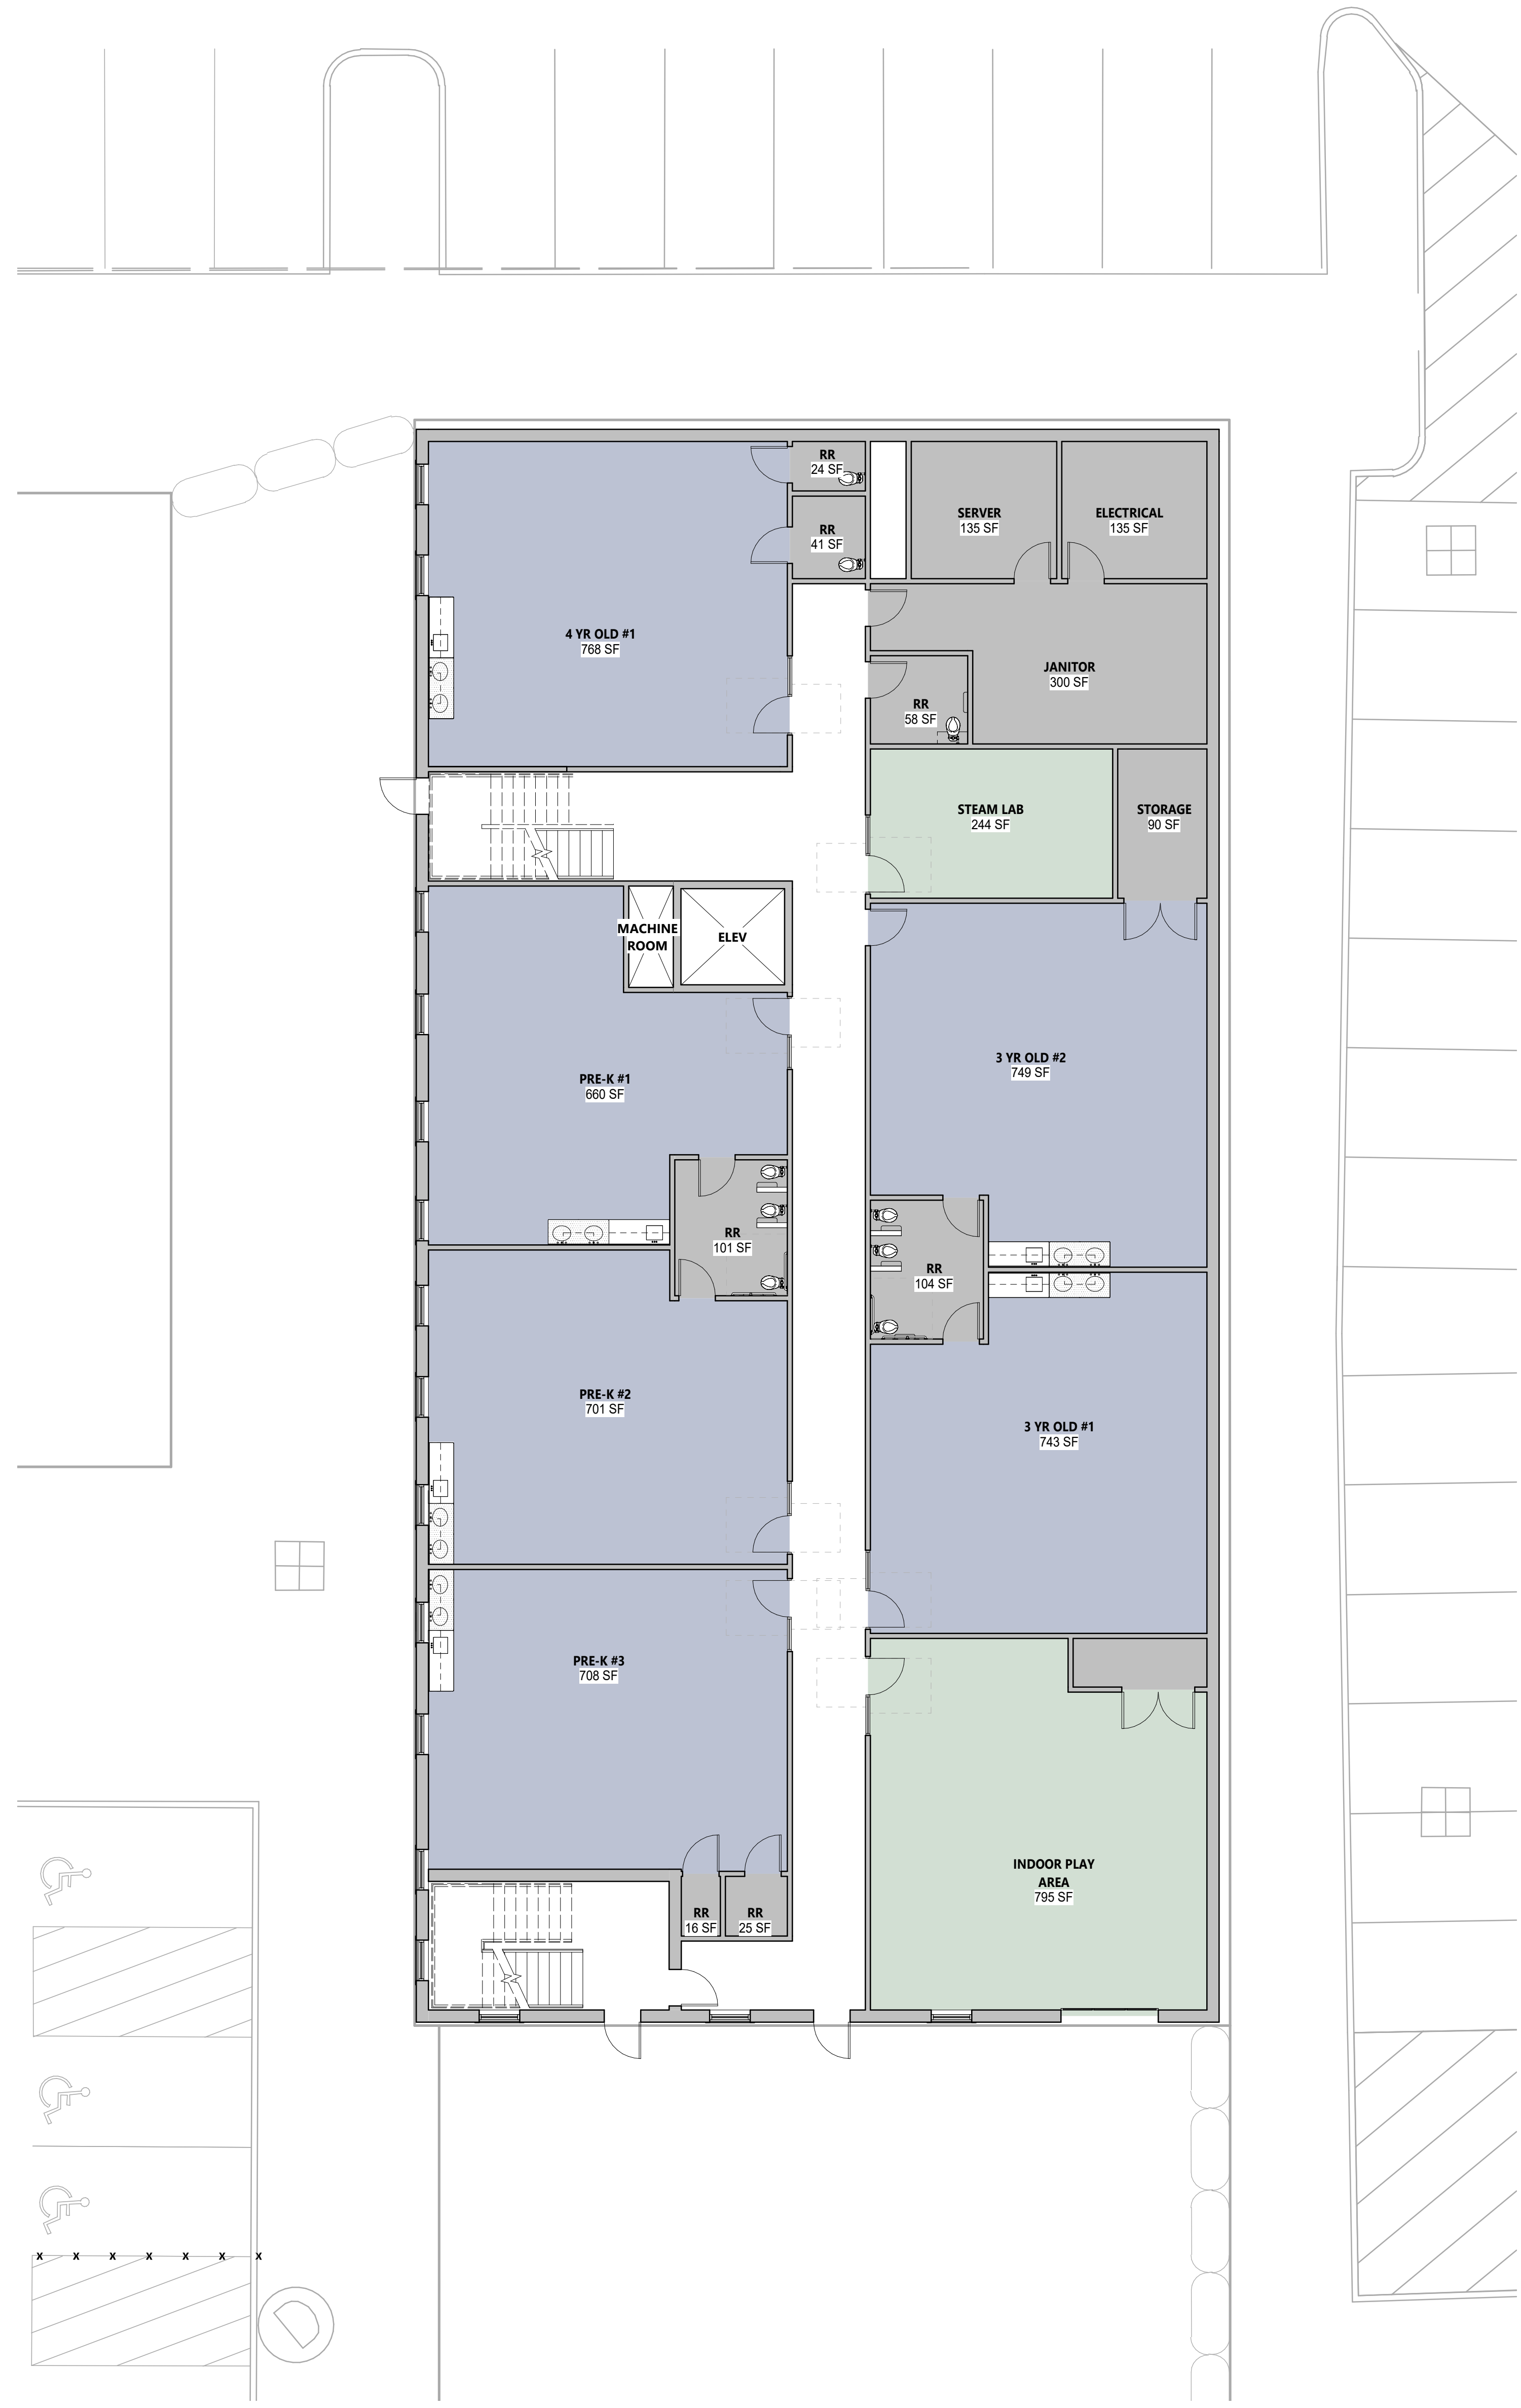 RR
24 SF
RR
41 SF
SERVER
135 SF
ELECTRICAL
135 SF
4 YR OLD #1
768 SF
JANITOR
300 SF
RR
58 SF
STEAM LAB
244 SF
STORAGE
90 SF
MACHINE
ROOM
ELEV
3 YR OLD #2
749 SF
PRE-K #1
660 SF
RR
101 SF
RR
104 SF
PRE-K #2
701 SF
3 YR OLD #1
743 SF
PRE-K #3
708 SF
INDOOR PLAY
AREA
795 SF
RR
16 SF
RR
25 SF
X X X X X X X
D